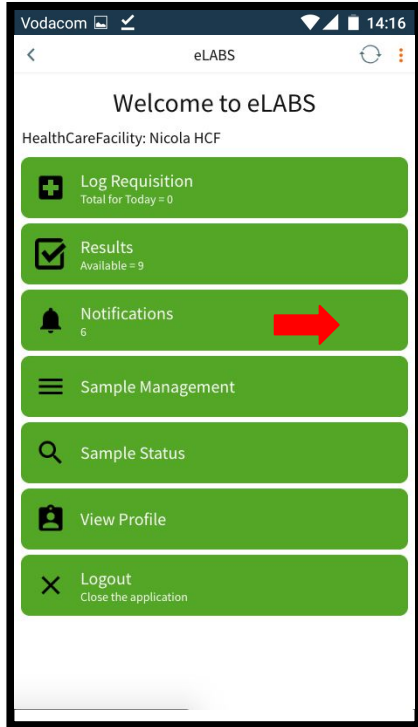 Vodacom 14:16
eLABS
Welcome to eLABS
HealthCareFacility: Nicola HCF
Log Requisition
Total for Today = 0
Results
Available = 9
Notifications
6
Sample Management
Sample Status
View Profile
Logout
Close the application